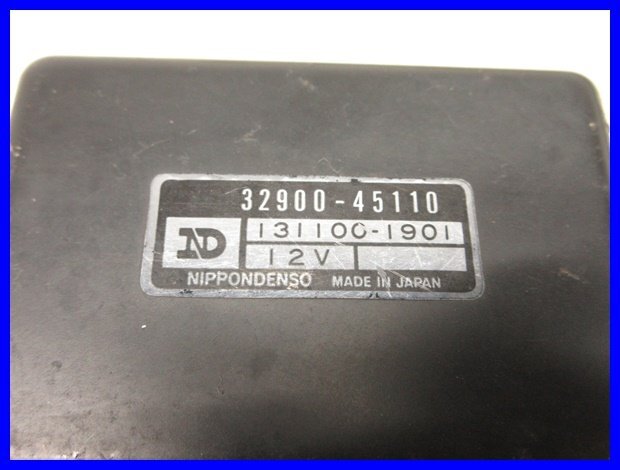 32900-45110
ND
131100-1901
12V
NIPPONDENSO MADE IN JAPAN